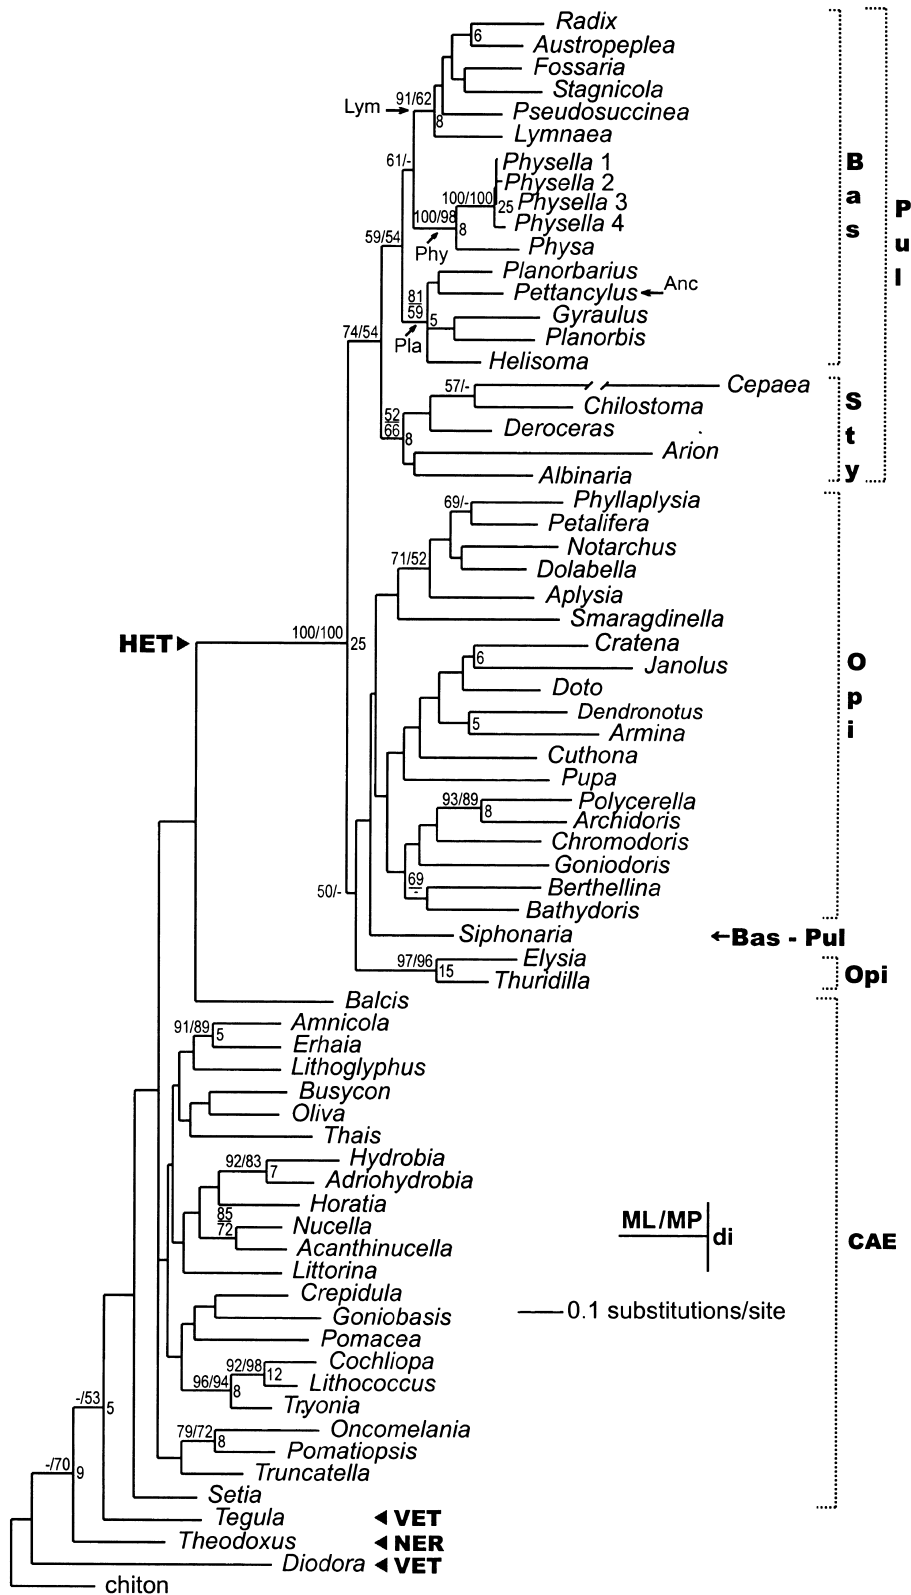 Radix
6
Austropeplea
Fossaria
Stagnicola
91/62
Lym
8
Pseudosuccinea
Lymnaea
61/-
Physella 1
Physella 2
100/100
25
Physella 3
100/98
Physella 4
8
Physa
Phy
59/54
Planorbarius
Pettancylus
Anc
81
59
5
Gyraulus
Planorbis
Pla
Helisoma
74/54
B
a
s
P
u
l
57/-
Cepaea
Chilostoma
52
66
8
Deroceras
Arion
Albinaria
S
t
y
69/-
Phyllaplysia
Petalifera
Notarchus
71/52
Dolabella
Aplysia
Smaragdinella
HET
100/100
25
Cratena
6
Janolus
Doto
Dendronotus
5
Armina
Cuthona
Pupa
93/89
Polycerella
8
Archidoris
Chromodoris
Goniodoris
69
-
Berthellina
Bathydoris
O
p
i
50/-
Siphonaria
Bas - Pul
97/96
Elysia
15
Thuridilla
Opi
Balcis
91/89
Amnicola
5
Erhaia
Lithoglyphus
Busycon
Oliva
Thais
92/83
Hydrobia
7
Adriohydrobia
Horatia
85
72
Nucella
Acanthinucella
Littorina
ML/MP
di
CAE
Crepidula
0.1 substitutions/site
Goniobasis
Pomacea
92/98
Cochliopa
12
96/94
8
Lithococcus
Tryonia
-/53
5
79/72
Oncomelania
8
Pomatiopsis
-/70
9
Truncatella
Setia
Tegula
VET
Theodoxus
NER
Diodora
VET
chiton